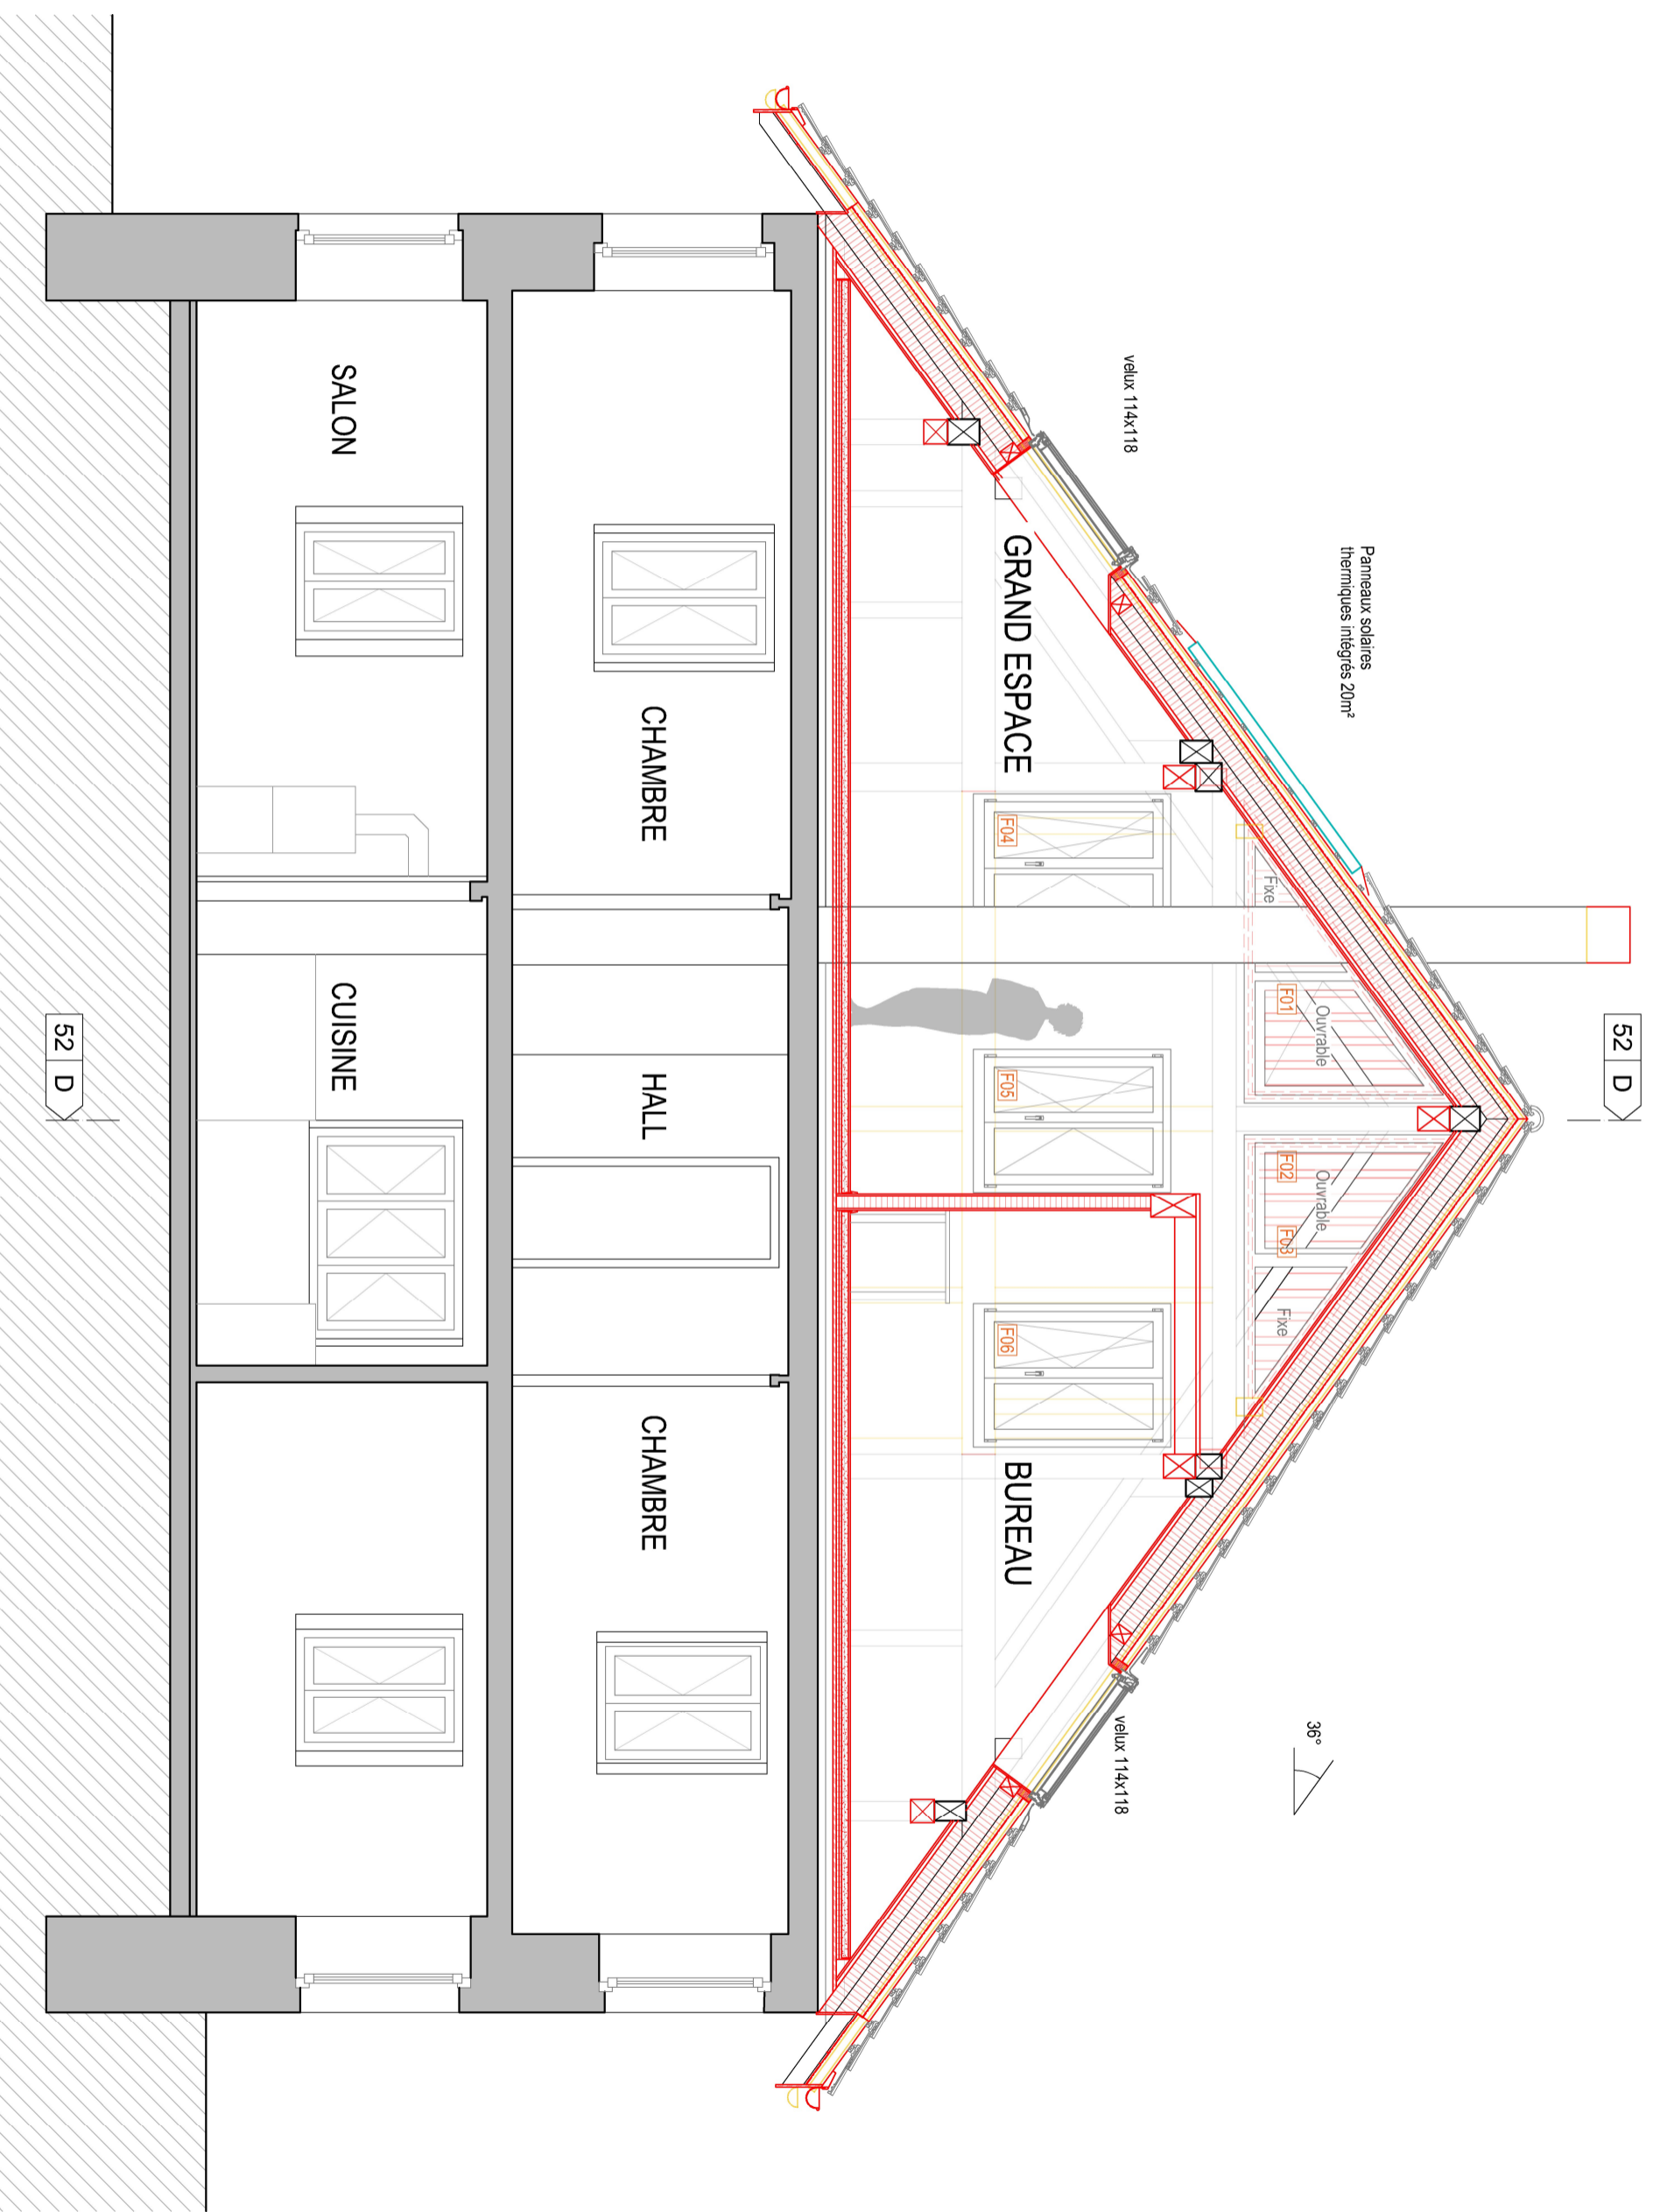 52 D
Panneaux solaires
thermiques intégrés 20m²
36°
velux 114x118
velux 114x118
Fixe
Ouvrable
Ouvrable
Fixe
F01
F02
F03
GRAND ESPACE
BUREAU
F04
F05
F06
CHAMBRE
HALL
CHAMBRE
SALON
CUISINE
52 D